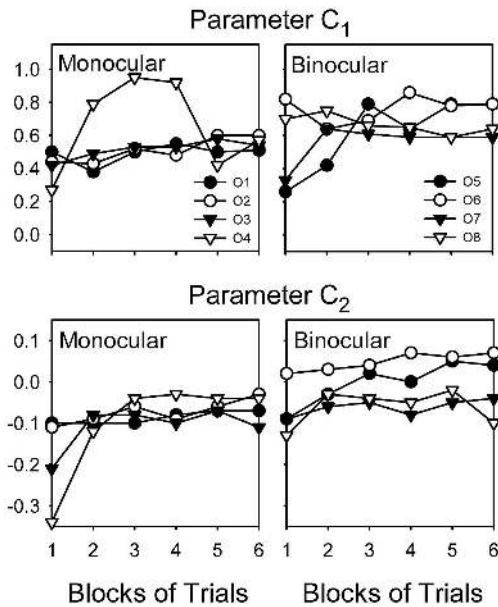 Parameter C1
Monocular
Binocular
1.0
0.8
0.6
0.4
0.2
0.0
O1
O2
O3
O4
O5
O6
O7
O8
Parameter C2
Monocular
Binocular
0.1
0.0
-0.1
-0.2
-0.3
1 2 3 4 5 6
1 2 3 4 5 6
Blocks of Trials
Blocks of Trials